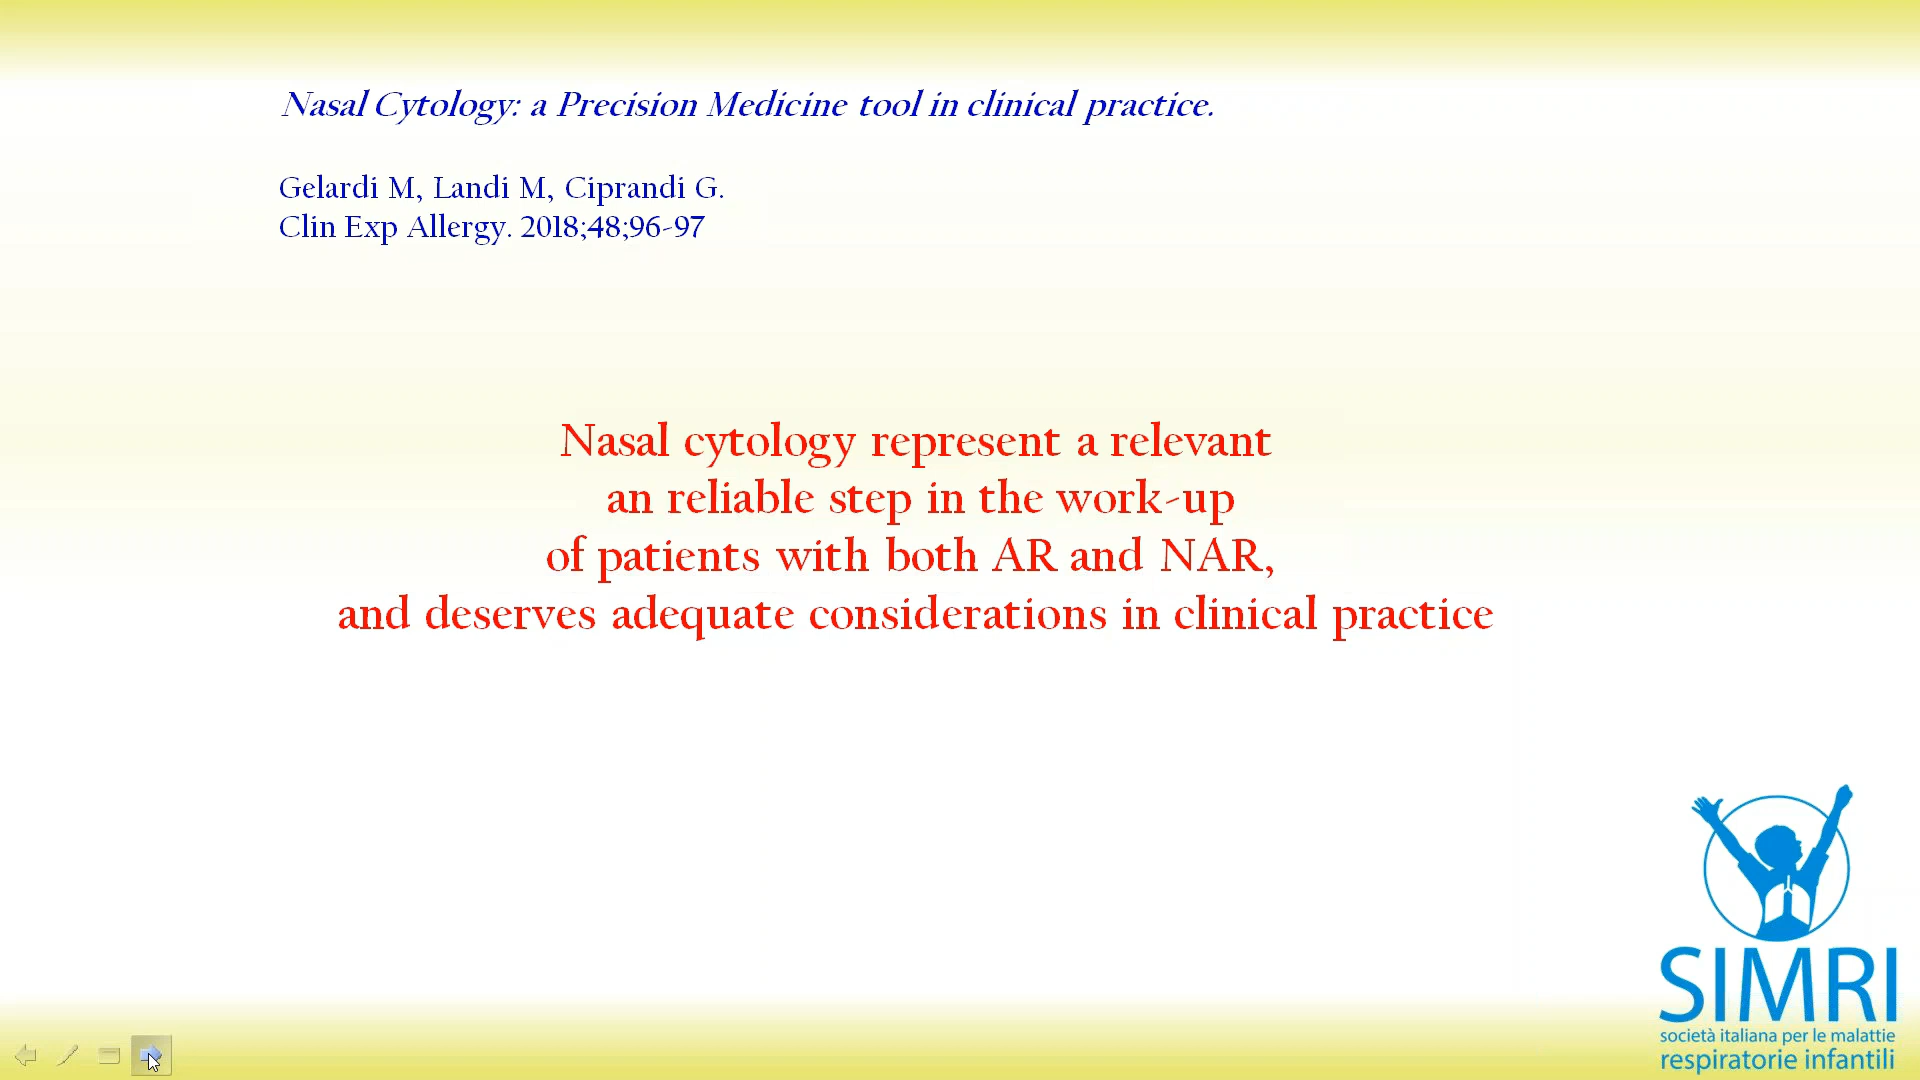 Nasal Cytology: a Precision Medicine tool in clinical practice.
Gelardi M, Landi M, Ciprandi G.
Clin Exp Allergy. 2018;48;96-97
Nasal cytology represent a relevant
an reliable step in the work-up
of patients with both AR and NAR,
and deserves adequate considerations in clinical practice
SIMRI
società italiana per le malattie
respiratorie infantili